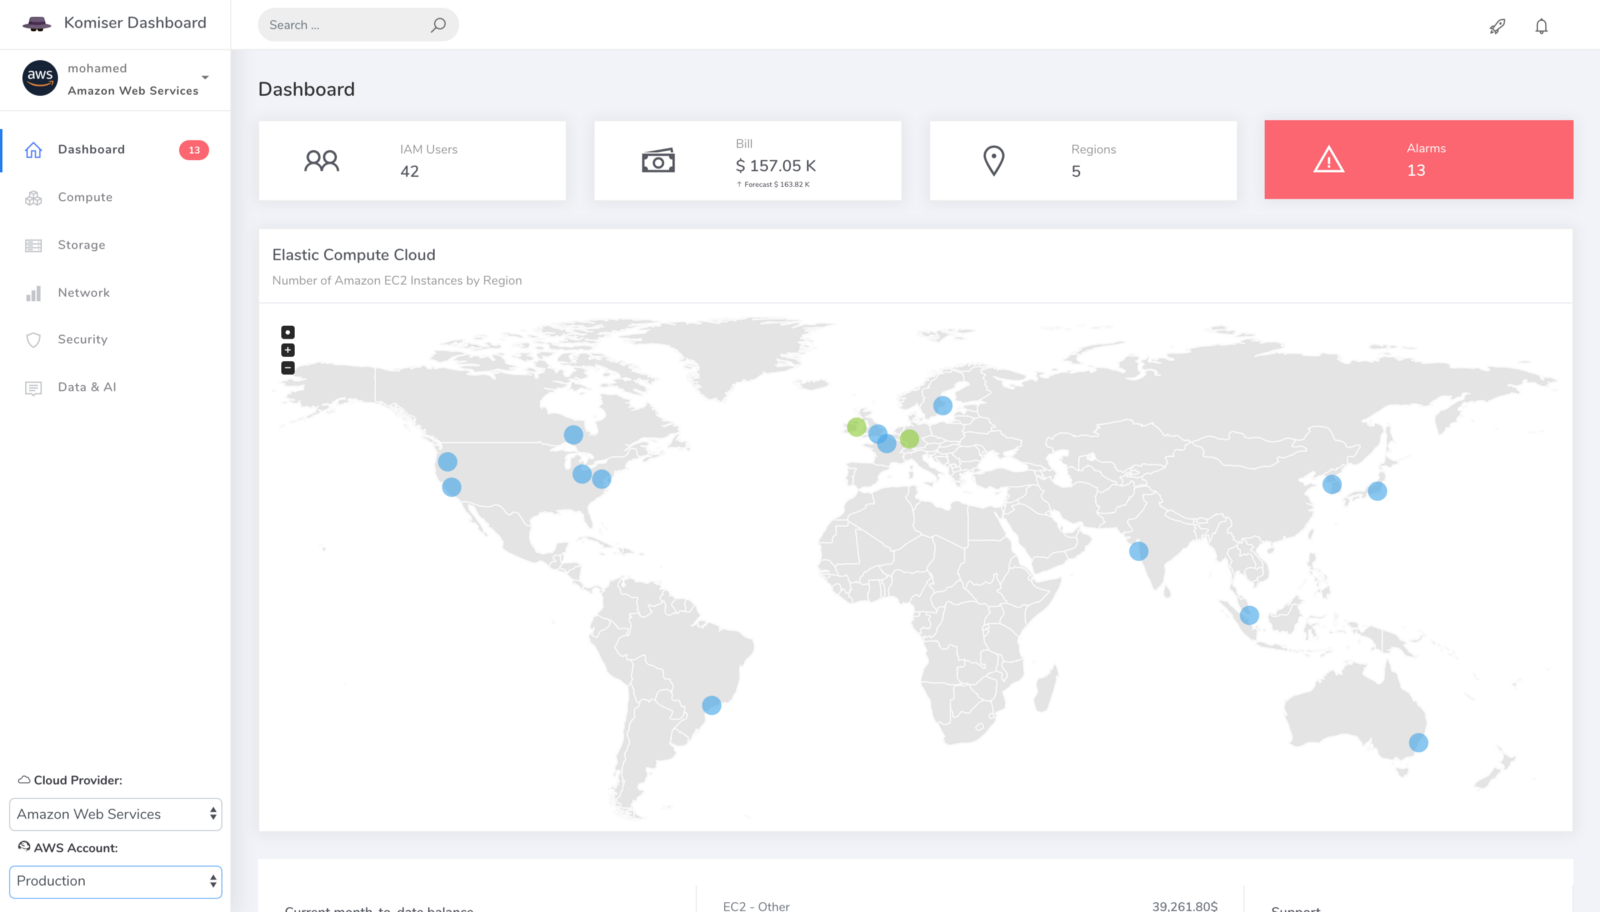 Komiser Dashboard
Search ...
aws
mohamed
Amazon Web Services
Dashboard
13
Compute
Storage
Network
Security
Data & AI
Cloud Provider:
Amazon Web Services
AWS Account:
Production
Dashboard
IAM Users
42
Bill
$ 157.05 K
↑ Forecast $ 163.82 K
Regions
5
Alarms
13
Elastic Compute Cloud
Number of Amazon EC2 Instances by Region
+
−
Current month-to-date balance
EC2 - Other
39,261.80$
Support